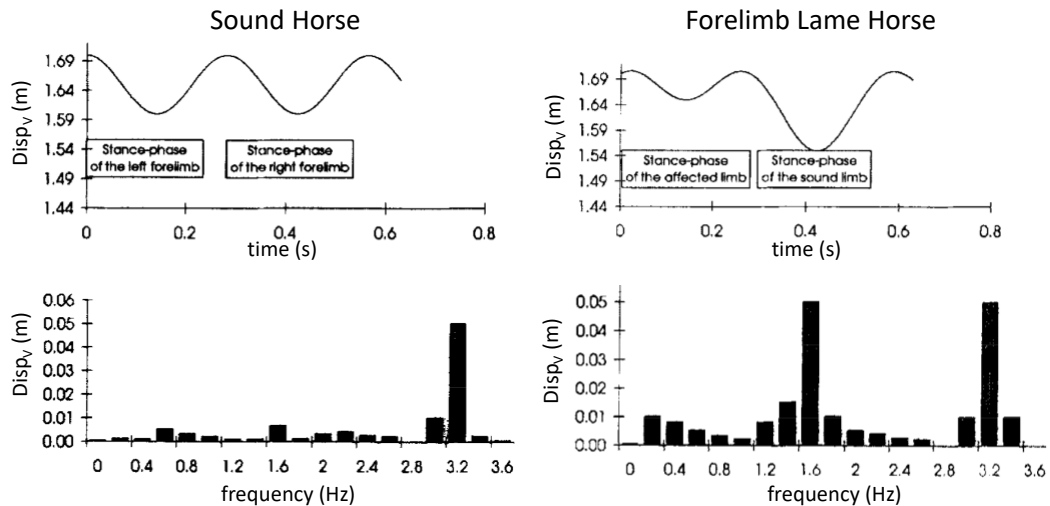 Sound Horse
Forelimb Lame Horse
Disp_V (m)
1.69
1.64
1.59
1.54
1.49
1.44
Stance-phase
of the left forelimb
Stance-phase
of the right forelimb
0 0.2 0.4 0.6 0.8
time (s)
Disp_V (m)
1.69
1.64
1.59
1.54
1.49
1.44
Stance-phase
of the affected limb
Stance-phase
of the sound limb
0 0.2 0.4 0.6 0.8
time (s)
Disp_V (m)
0.06
0.05
0.04
0.03
0.02
0.01
0.00
0 0.4 0.8 1.2 1.6 2 2.4 2.8 3.2 3.6
frequency (Hz)
Disp_V (m)
0.05
0.04
0.03
0.02
0.01
0.00
0 0.4 0.8 1.2 1.6 2 2.4 2.8 3.2 3.6
frequency (Hz)